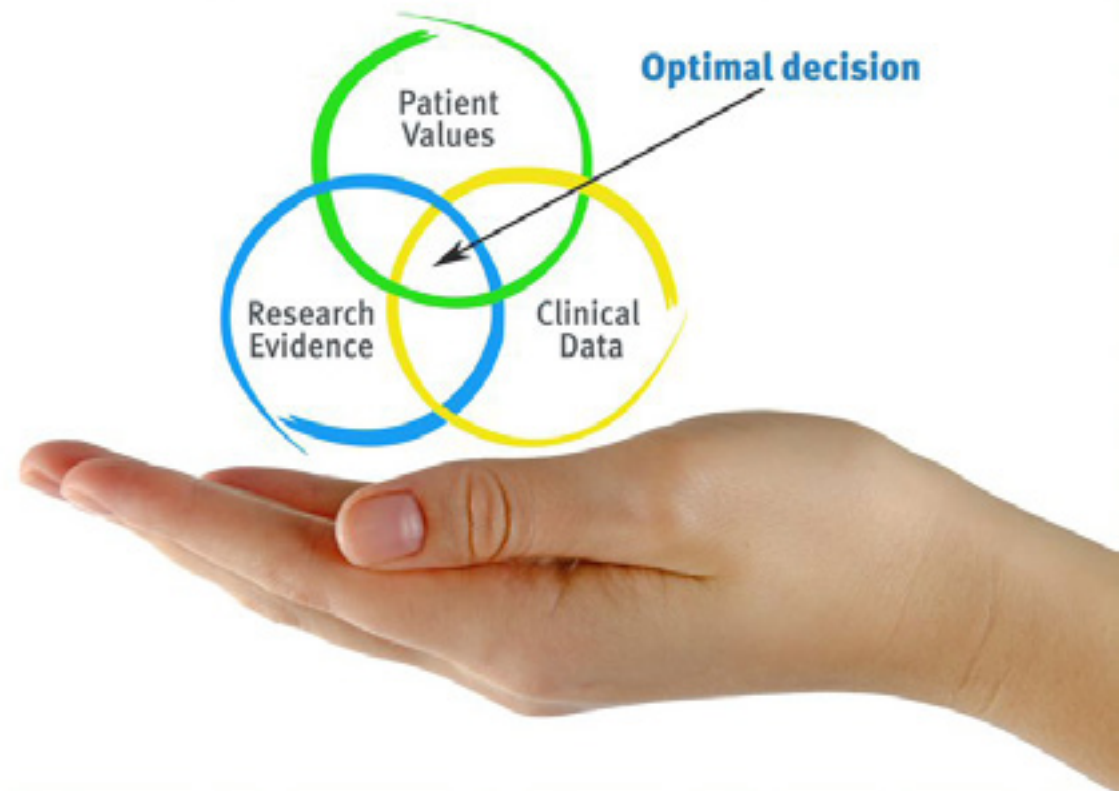 Optimal decision
Patient
Values
Research
Evidence
Clinical
Data